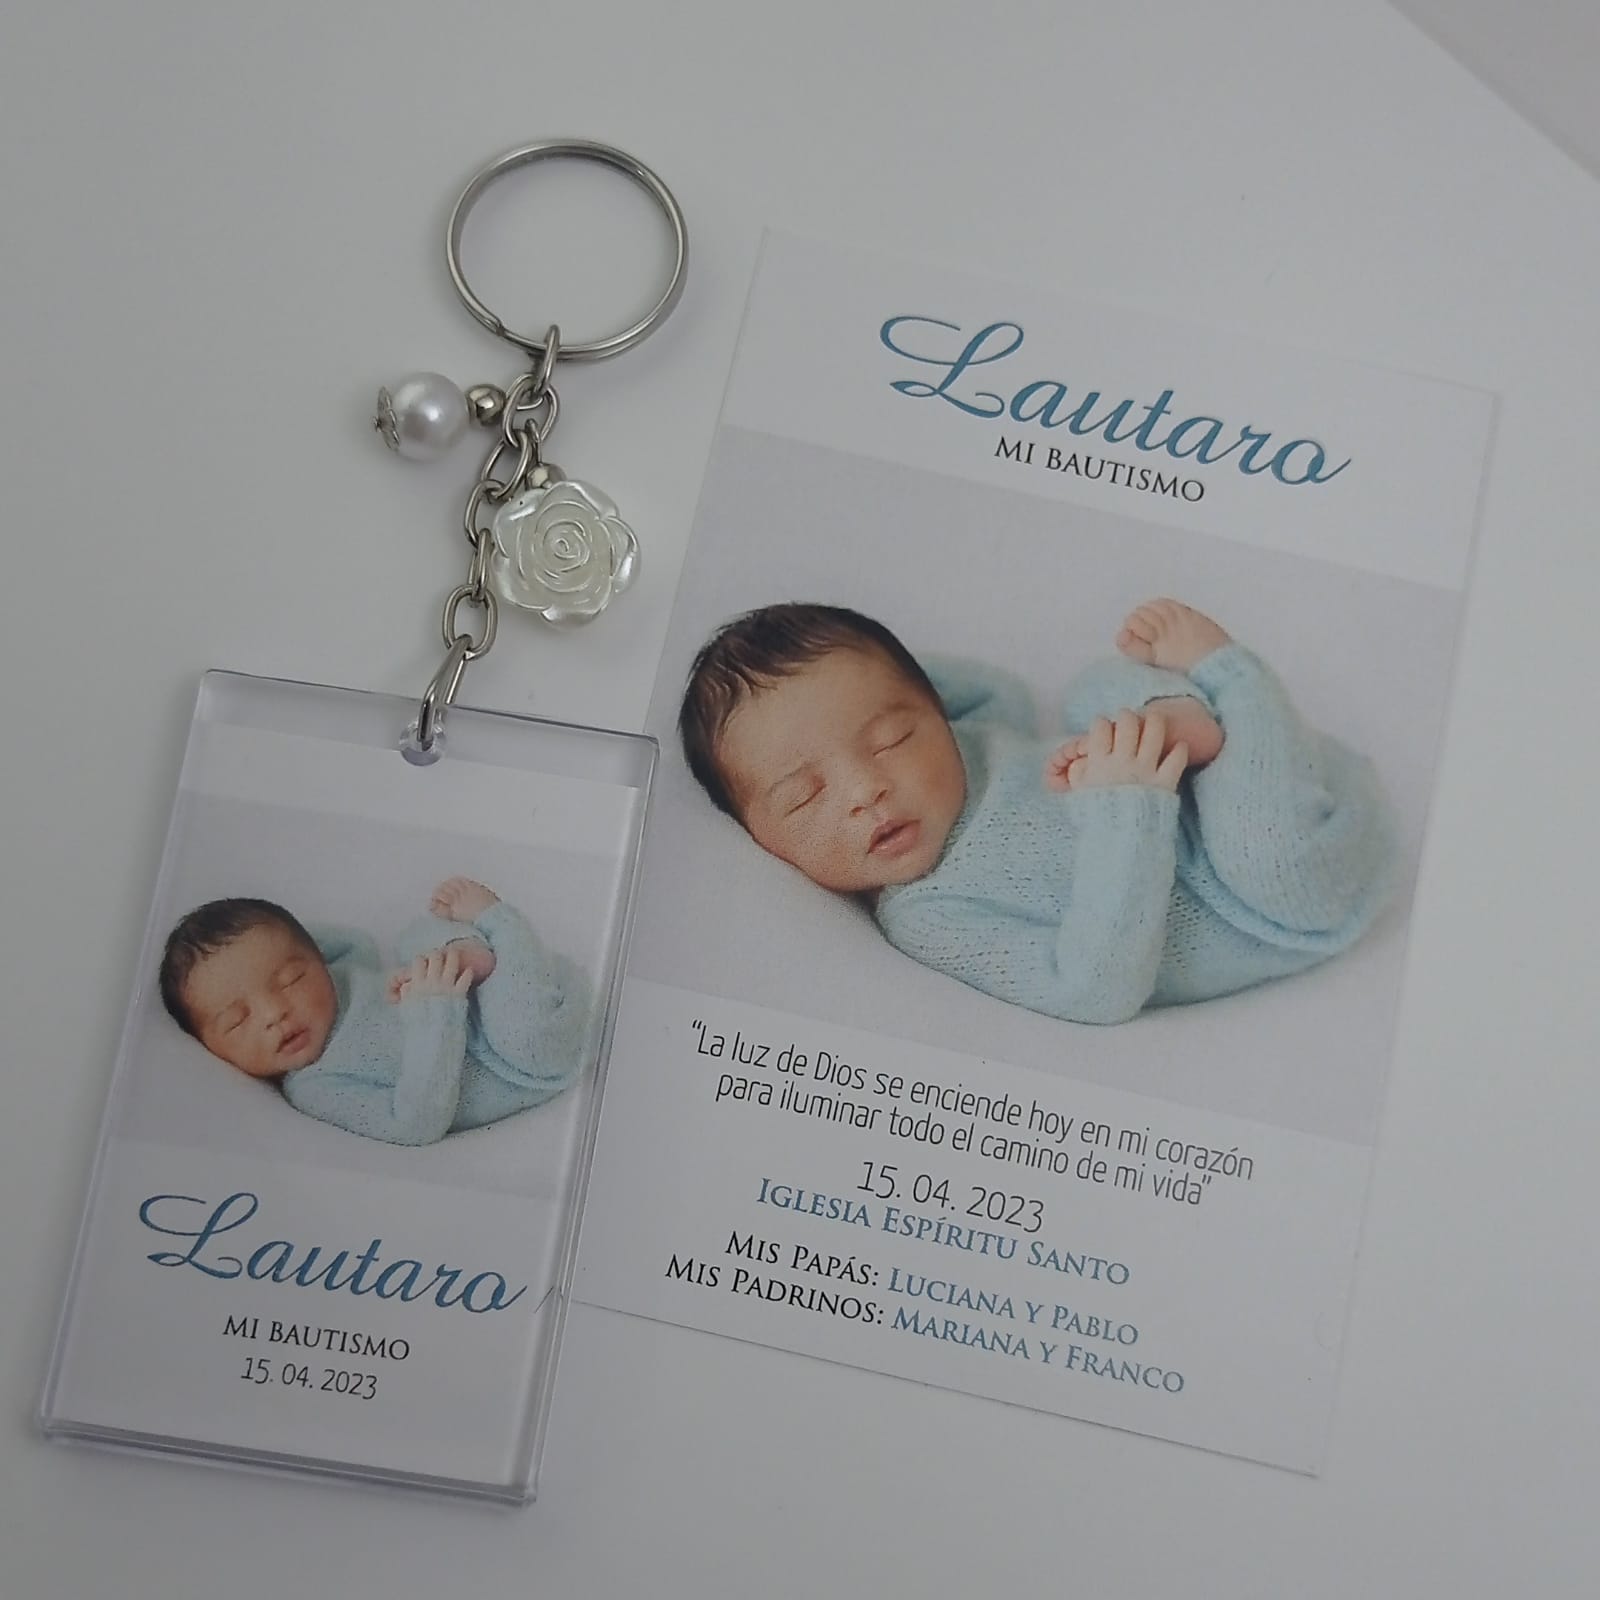 Lautaro
MI BAUTISMO
“La luz de Dios se enciende hoy en mi corazón
para iluminar todo el camino de mi vida”
15. 04. 2023
IGLESIA ESPÍRITU SANTO
MIS PAPÁS: LUCIANA Y PABLO
MIS PADRINOS: MARIANA Y FRANCO
Lautaro
MI BAUTISMO
15. 04. 2023